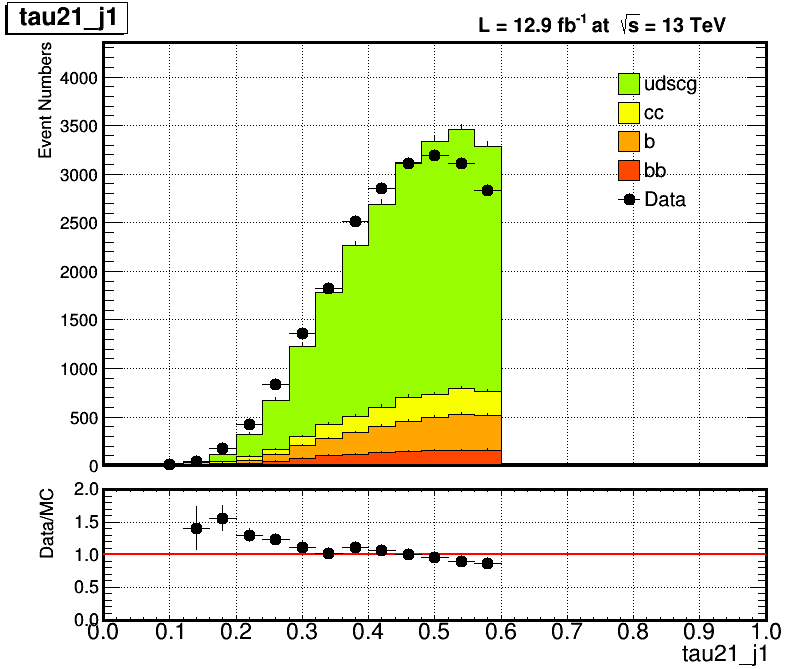 tau21_j1
L = 12.9 fb-1 at √s = 13 TeV
Event Numbers
4000
3500
3000
2500
2000
1500
1000
500
0
udscg
cc
b
bb
Data
Data/MC
2.0
1.5
1.0
0.5
0.0
0.0 0.1 0.2 0.3 0.4 0.5 0.6 0.7 0.8 0.9 1.0
tau21_j1